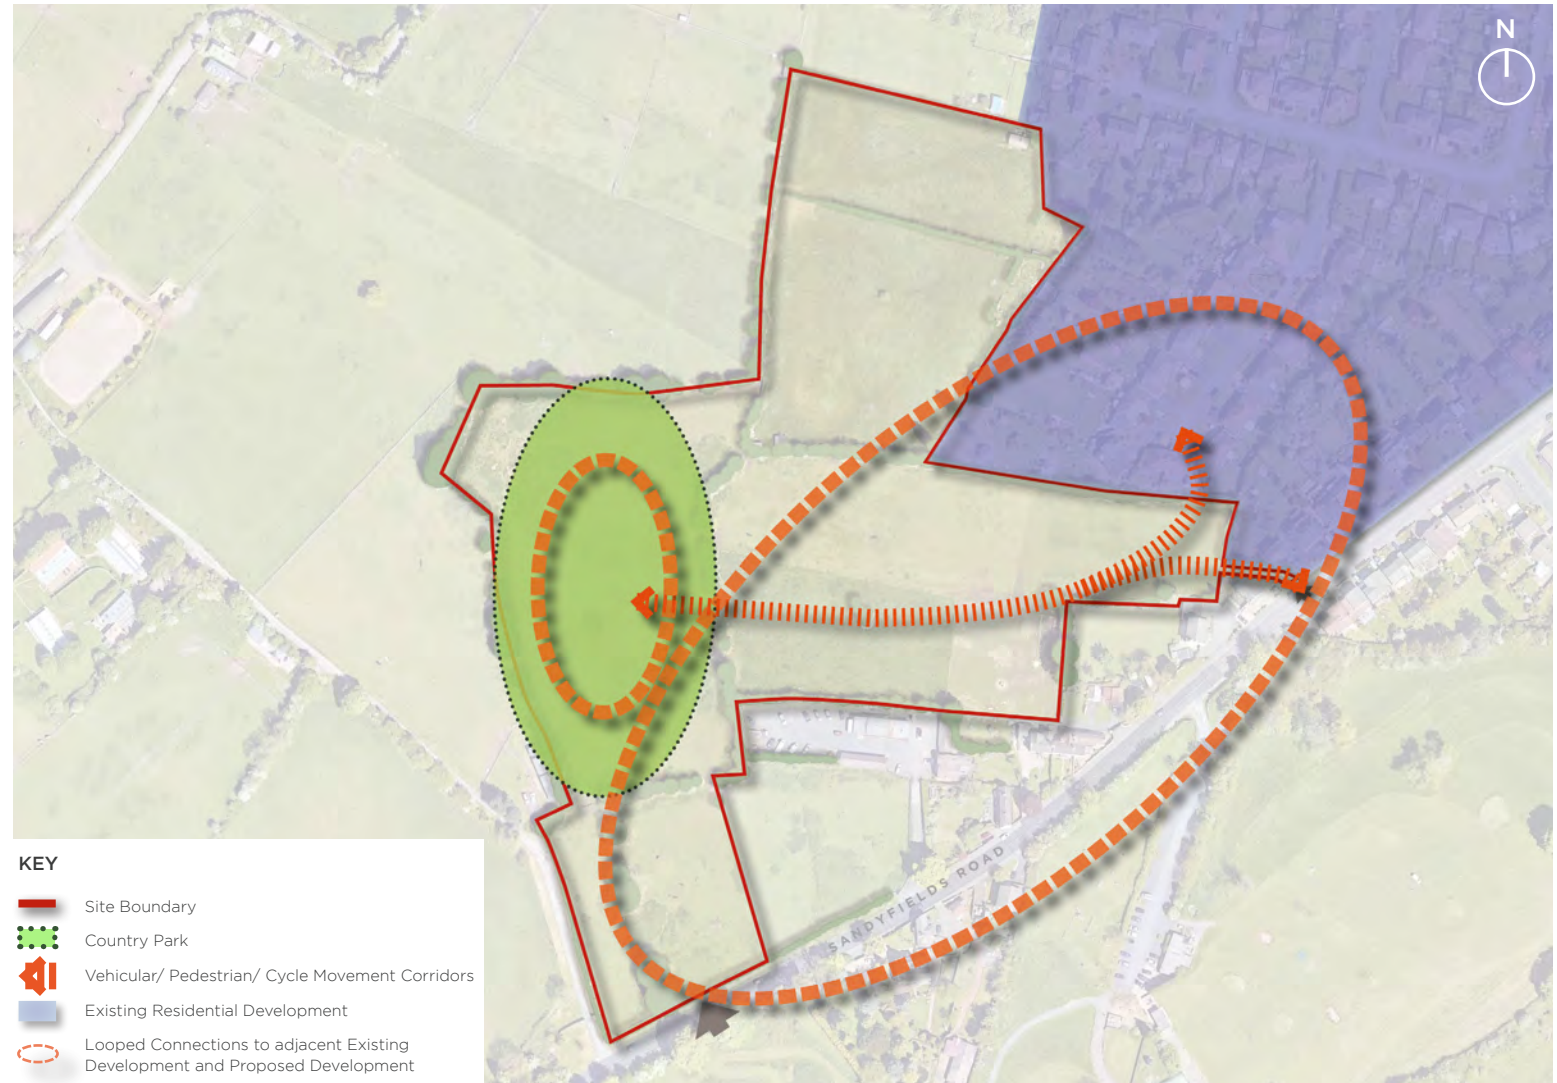 N
SANDYFIELDS ROAD
KEY
Site Boundary
Country Park
Vehicular/ Pedestrian/ Cycle Movement Corridors
Existing Residential Development
Looped Connections to adjacent Existing
Development and Proposed Development